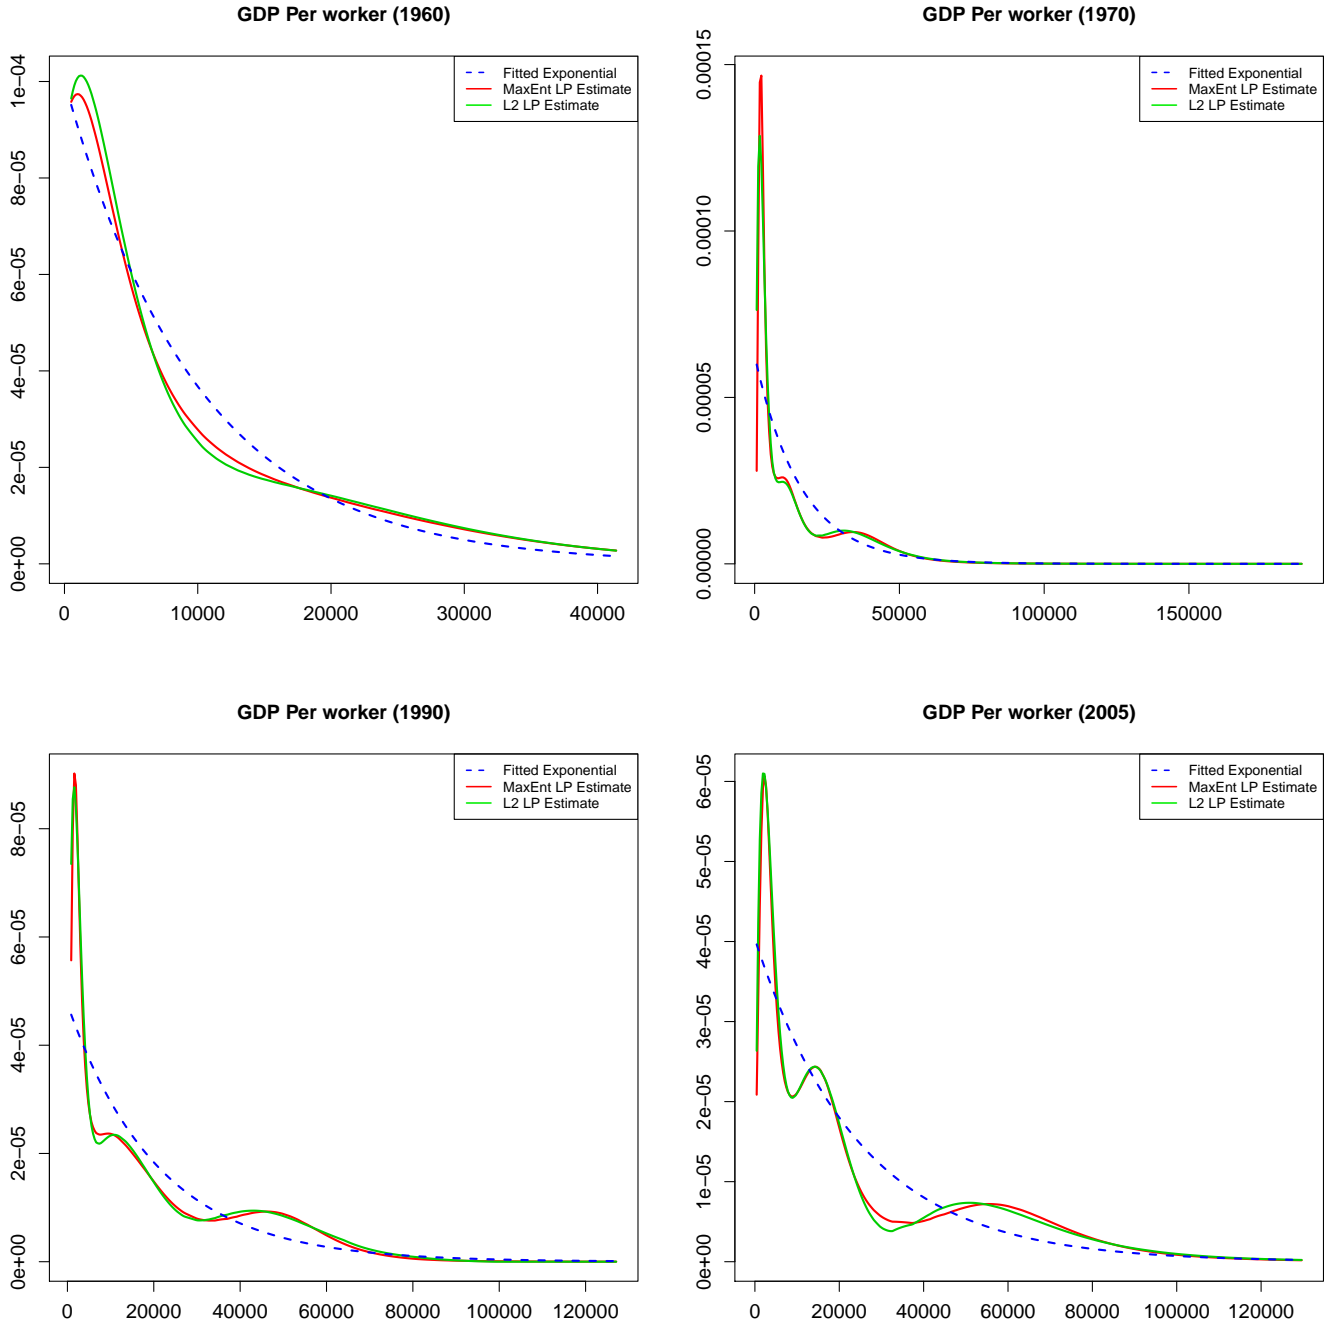 GDP Per worker (1960)
1e−04
8e−05
6e−05
4e−05
2e−05
0e+00
0 10000 20000 30000 40000
Fitted Exponential
MaxEnt LP Estimate
L2 LP Estimate
GDP Per worker (1970)
0.00015
0.00010
0.00005
0.00000
0 50000 100000 150000
Fitted Exponential
MaxEnt LP Estimate
L2 LP Estimate
GDP Per worker (1990)
8e−05
6e−05
4e−05
2e−05
0e+00
0 20000 40000 60000 80000 100000 120000
Fitted Exponential
MaxEnt LP Estimate
L2 LP Estimate
GDP Per worker (2005)
6e−05
5e−05
4e−05
3e−05
2e−05
1e−05
0e+00
0 20000 40000 60000 80000 100000 120000
Fitted Exponential
MaxEnt LP Estimate
L2 LP Estimate